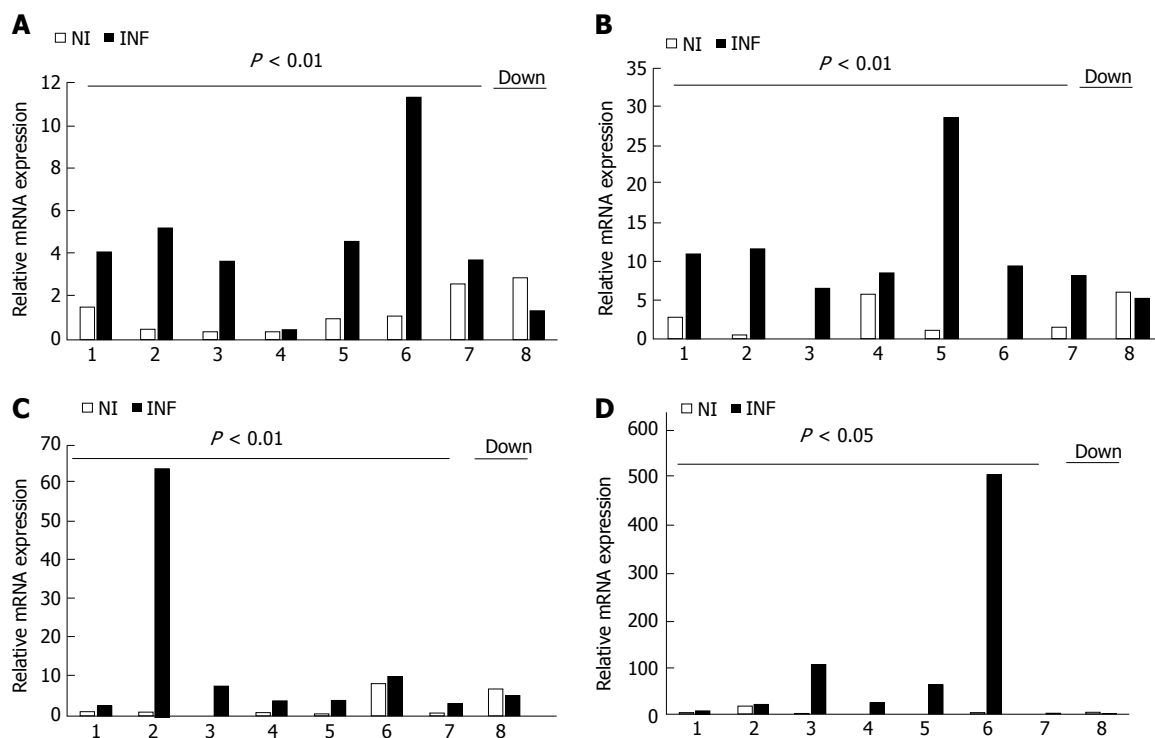 A
NI INF
P < 0.01
Down
Relative mRNA expression
12
10
8
6
4
2
0
1 2 3 4 5 6 7 8
B
NI INF
P < 0.01
Down
Relative mRNA expression
35
30
25
20
15
10
5
0
1 2 3 4 5 6 7 8
C
NI INF
P < 0.01
Down
Relative mRNA expression
70
60
50
40
30
20
10
0
1 2 3 4 5 6 7 8
D
NI INF
P < 0.05
Down
Relative mRNA expression
600
500
400
300
200
100
0
1 2 3 4 5 6 7 8